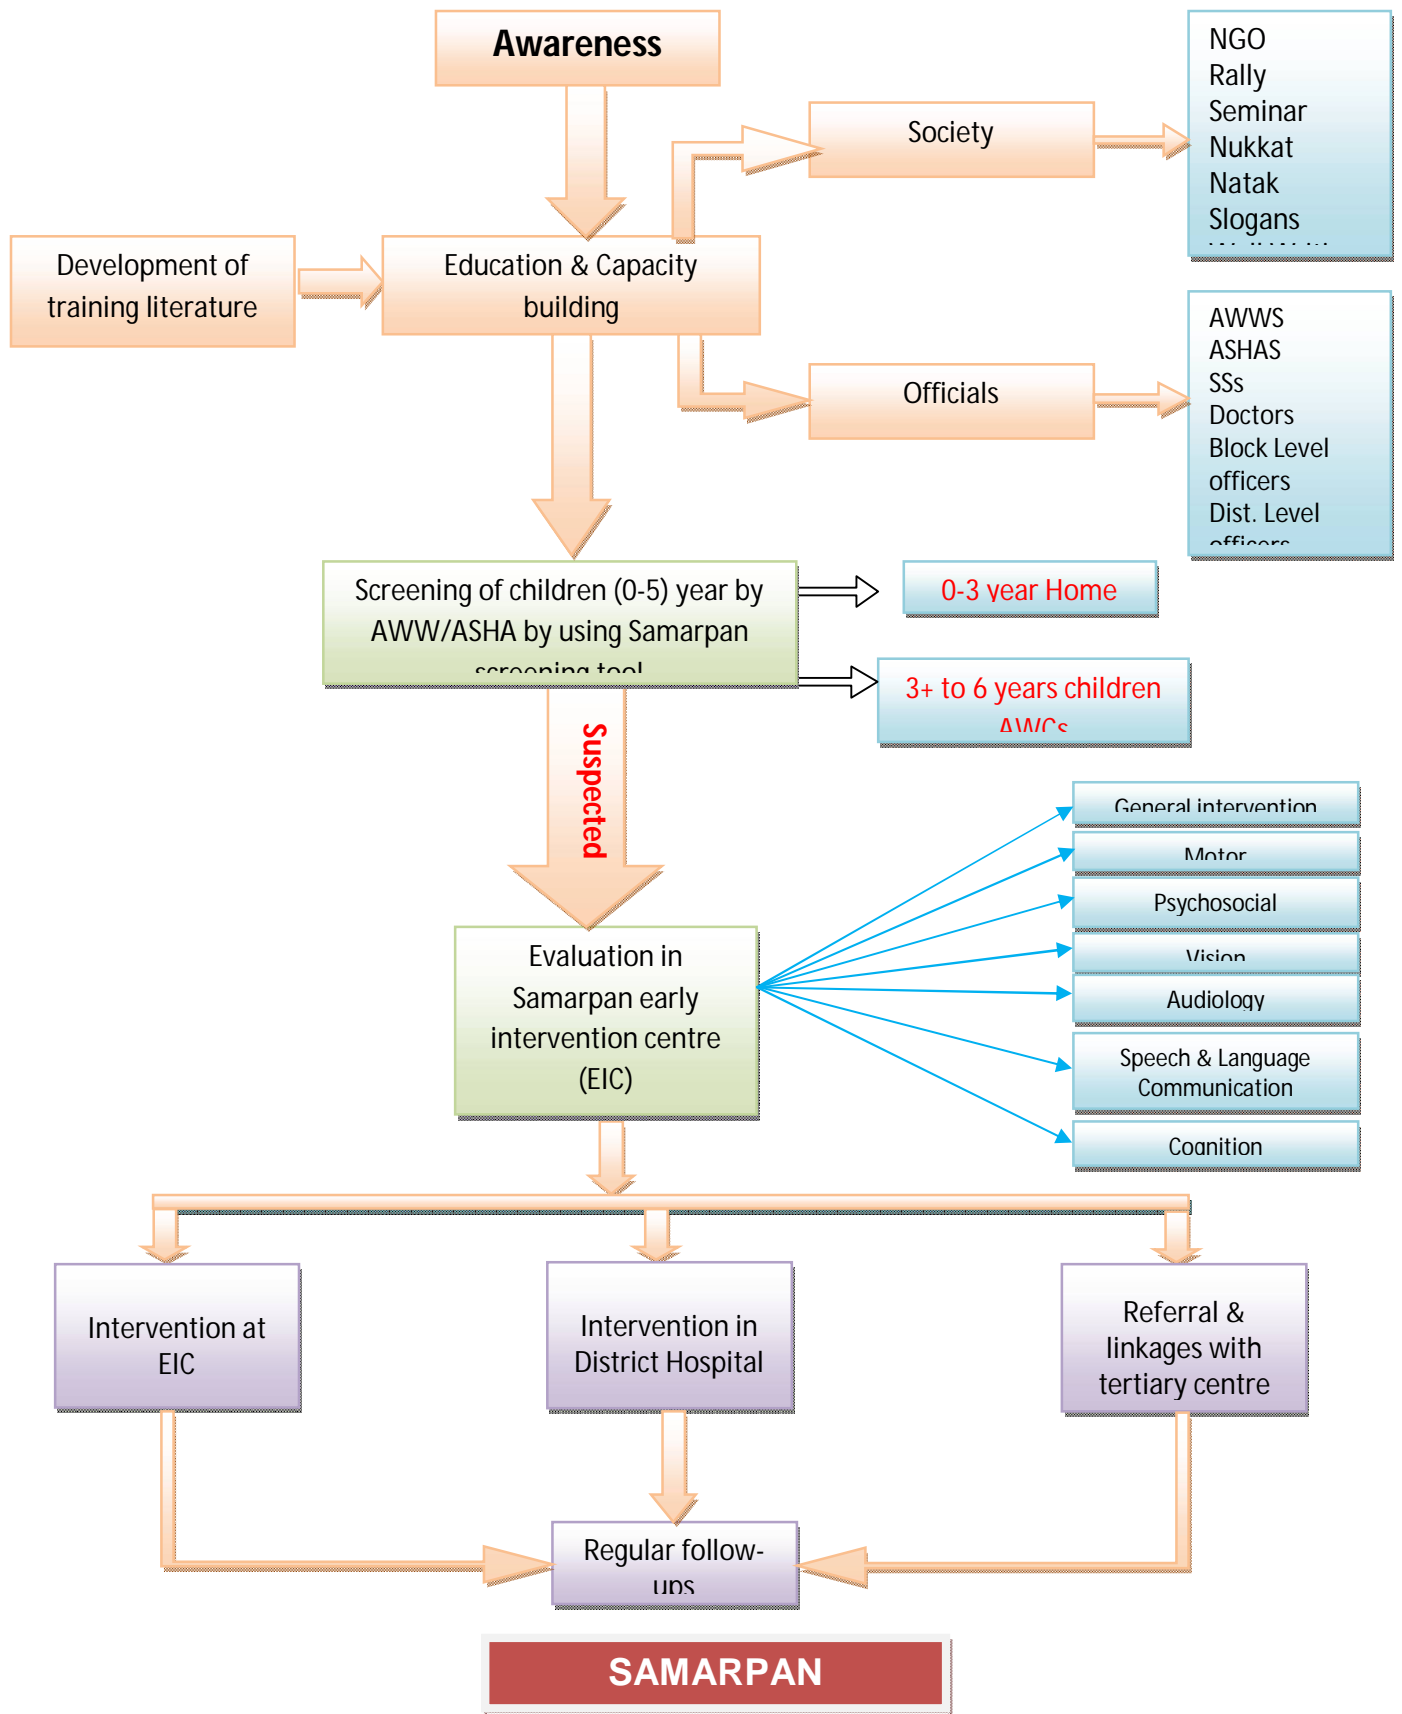 Awareness
Society
NGO
Rally
Seminar
Nukkat
Natak
Slogans
Development of
training literature
Education & Capacity
building
Officials
AWWS
ASHAS
SSs
Doctors
Block Level
officers
Dist. Level
officers
Screening of children (0-5) year by
AWW/ASHA by using Samarpan
screening tool
0-3 year Home
3+ to 6 years children
AWCs
Suspected
General intervention
Motor
Psychosocial
Vision
Audiology
Speech & Language
Communication
Cognition
Evaluation in
Samarpan early
intervention centre
(EIC)
Intervention at
EIC
Intervention in
District Hospital
Referral &
linkages with
tertiary centre
Regular follow-
ups
SAMARPAN